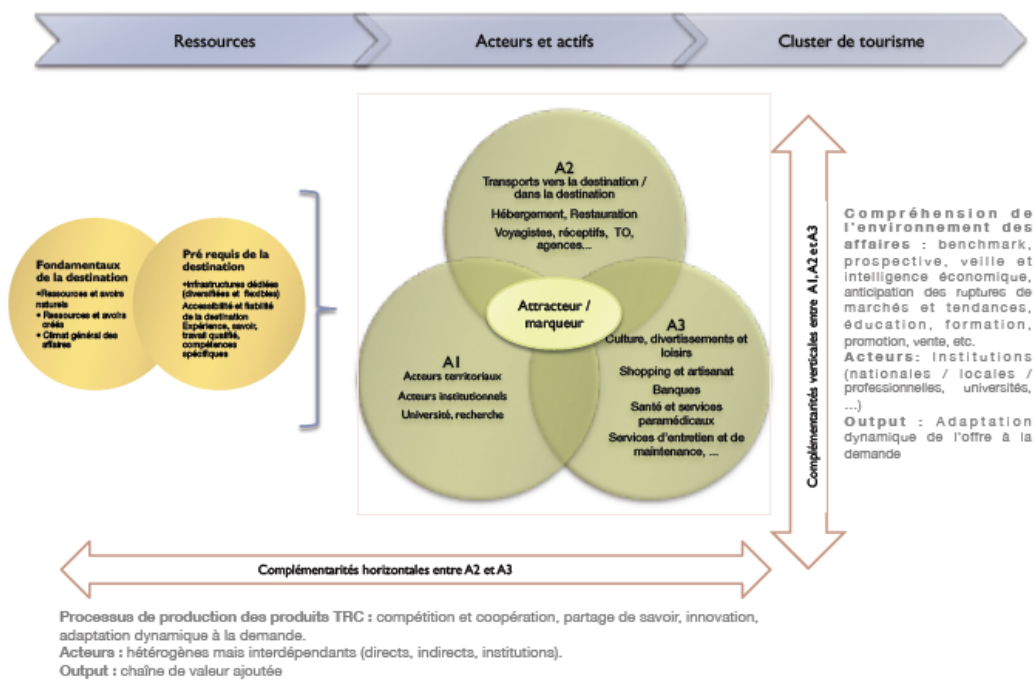 Ressources
Acteurs et actifs
Cluster de tourisme
Fondamentaux
de la destination
•Ressources et avoirs
naturels
• Ressources et avoirs
créés
• Climat général des
affaires
Pré requis de la
destination
•Infrastructures dédiées
(diversifiées et flexibles)
Accessibilité et fiabilité
de la destination
Expérience, savoir,
travail qualifié,
compétences
spécifiques
A2
Transports vers la destination /
dans la destination
Hébergement, Restauration
Voyagistes, réceptifs, TO,
agences...
Attracteur /
marqueur
A1
Acteurs territoriaux
Acteurs institutionnels
Université, recherche
A3
Culture, divertissements et
loisirs
Shopping et artisanat
Banques
Santé et services
paramédicaux
Services d'entretien et de
maintenance, ...
Complémentarités verticales entre A1, A2 et A3
Compréhension de
l'environnement des
affaires : benchmark,
prospective, veille et
intelligence économique,
anticipation des ruptures de
marchés et tendances,
éducation, formation,
promotion, vente, etc.
Acteurs: Institutions
(nationales / locales /
professionnelles, universités,
...)
Output : Adaptation
dynamique de l'offre à la
demande
Complémentarités horizontales entre A2 et A3
Processus de production des produits TRC : compétition et coopération, partage de savoir, innovation,
adaptation dynamique à la demande.
Acteurs : hétérogènes mais interdépendants (directs, indirects, institutions).
Output : chaîne de valeur ajoutée